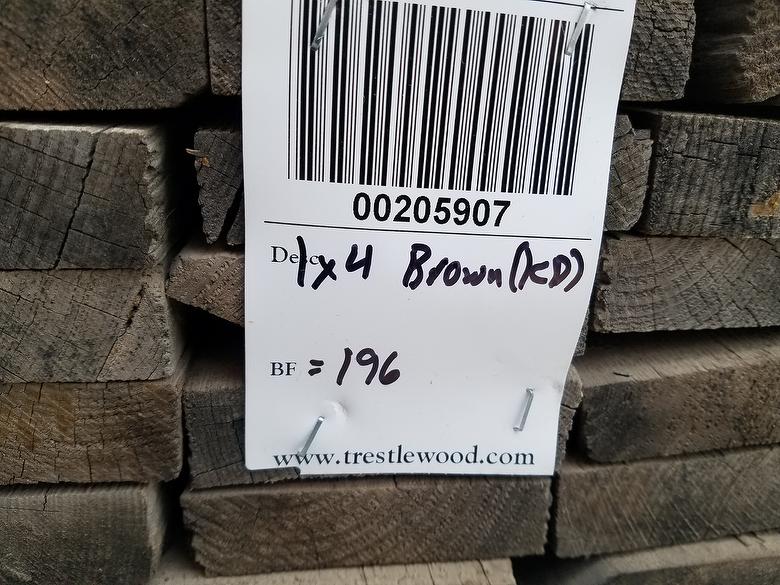 00205907
Desc 1x4 Brown (KD)
BF = 196
www.trestlewood.com